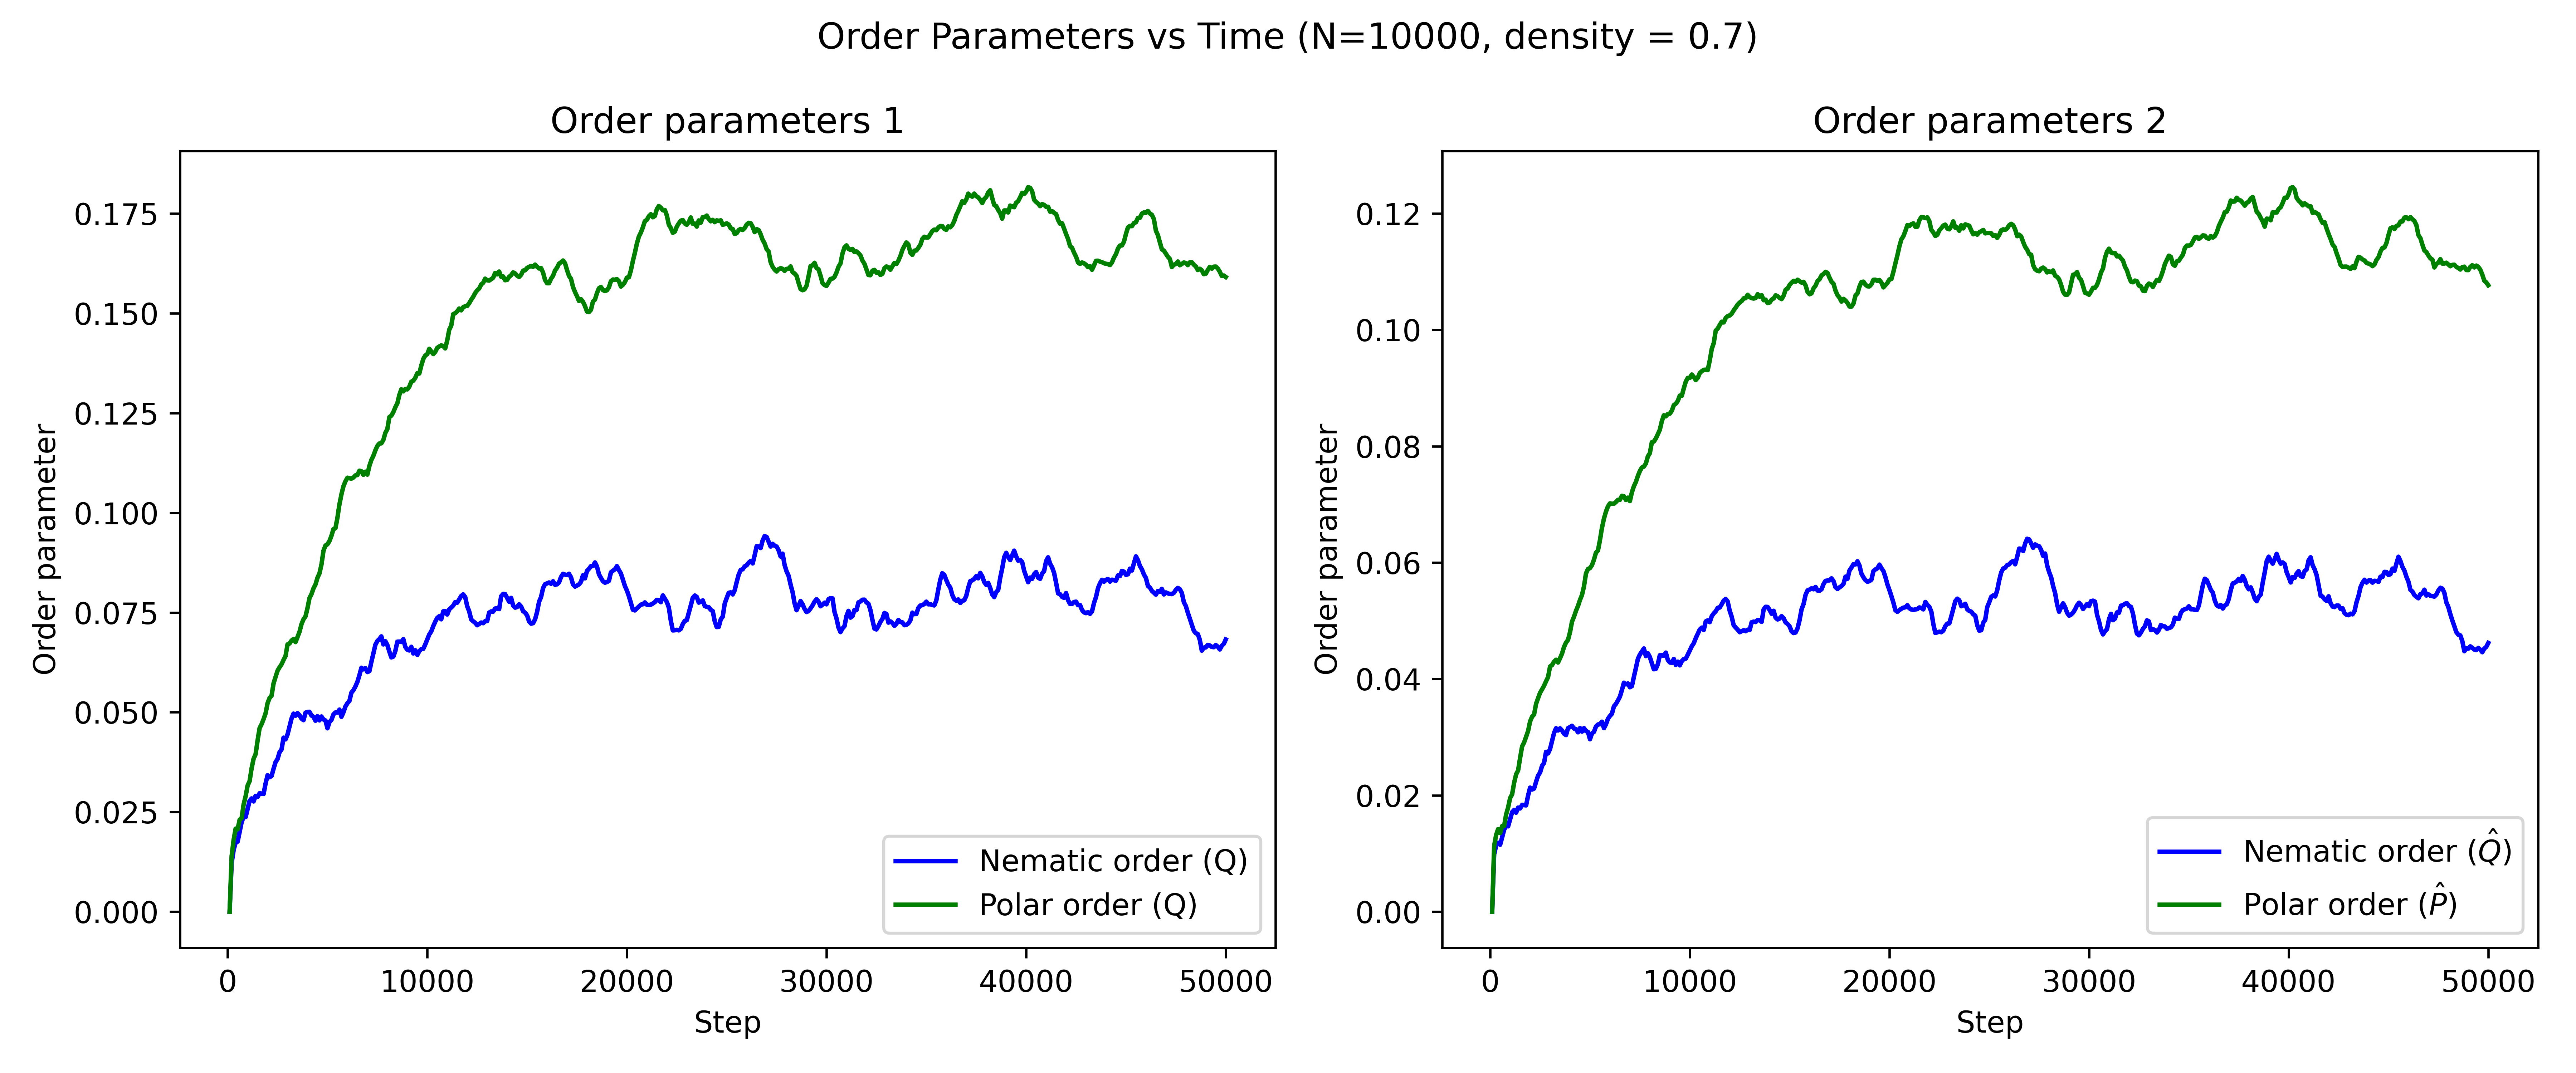 Order Parameters vs Time (N=10000, density = 0.7)
Order parameters 1
Order parameter
0.175
0.150
0.125
0.100
0.075
0.050
0.025
0.000
Nematic order (Q)
Polar order (Q)
0 10000 20000 30000 40000 50000
Step
Order parameters 2
Order parameter
0.12
0.10
0.08
0.06
0.04
0.02
0.00
Nematic order (Q̂)
Polar order (P̂)
0 10000 20000 30000 40000 50000
Step